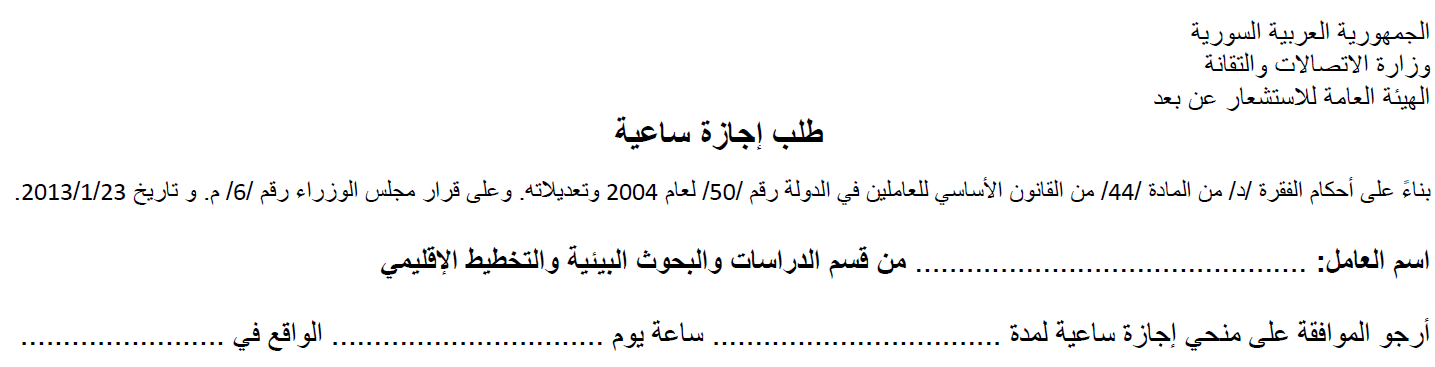 الجمهورية العربية السورية
وزارة الاتصالات والتقانة
الهيئة العامة للاستشعار عن بعد
طلب إجازة ساعية
بناءً على أحكام الفقرة /د/ من المادة /44/ من القانون الأساسي للعاملين في الدولة رقم /50/ لعام 2004 وتعديلاته. وعلى قرار مجلس الوزراء رقم /6/ م. و تاريخ 2013/1/23.
اسم العامل: .............................................. من قسم الدراسات والبحوث البيئية والتخطيط الإقليمي
أرجو الموافقة على منحي إجازة ساعية لمدة .................................. ساعة يوم ................................ الواقع في ........................